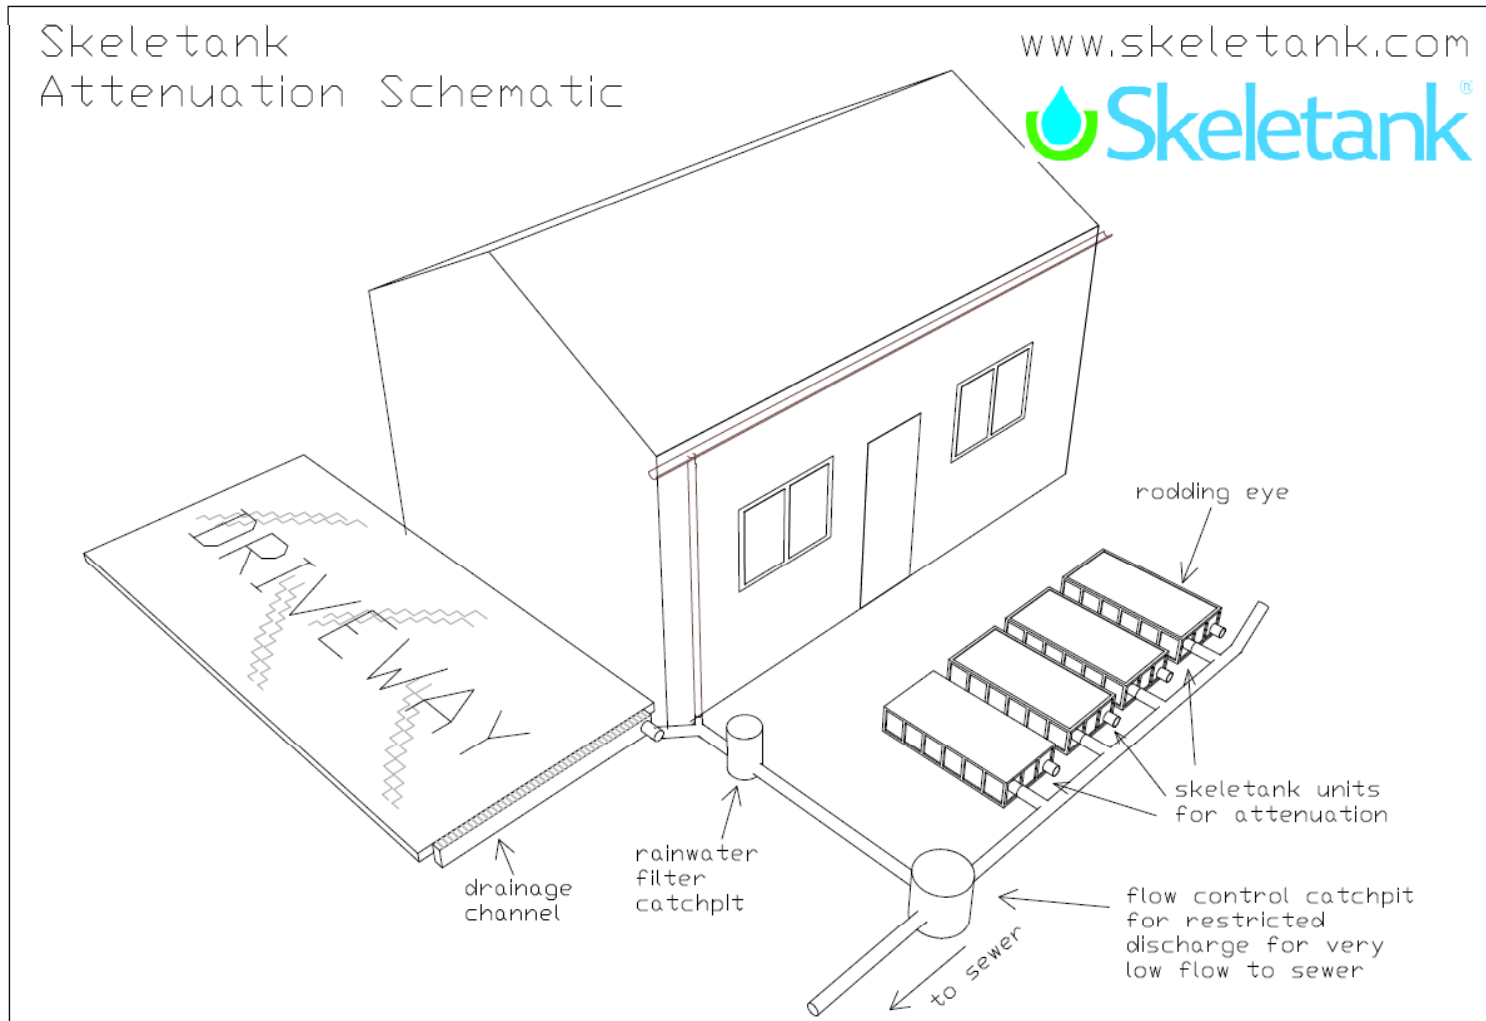 Skeletank
Attenuation Schematic
www.skeletank.com
Skeletank®
rodding eye
DRIVEWAY
skeletank units
for attenuation
rainwater
filter
catchpit
drainage
channel
flow control catchpit
for restricted
discharge for very
low flow to sewer
to sewer